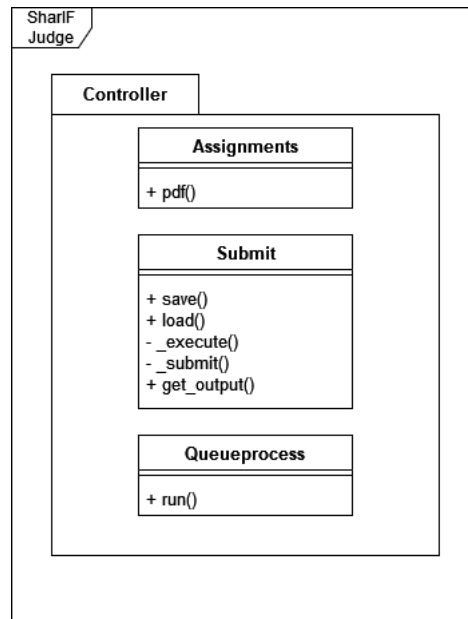 SharIF
Judge
Controller
Assignments
+ pdf()
Submit
+ save()
+ load()
- _execute()
- _submit()
+ get_output()
Queueprocess
+ run()